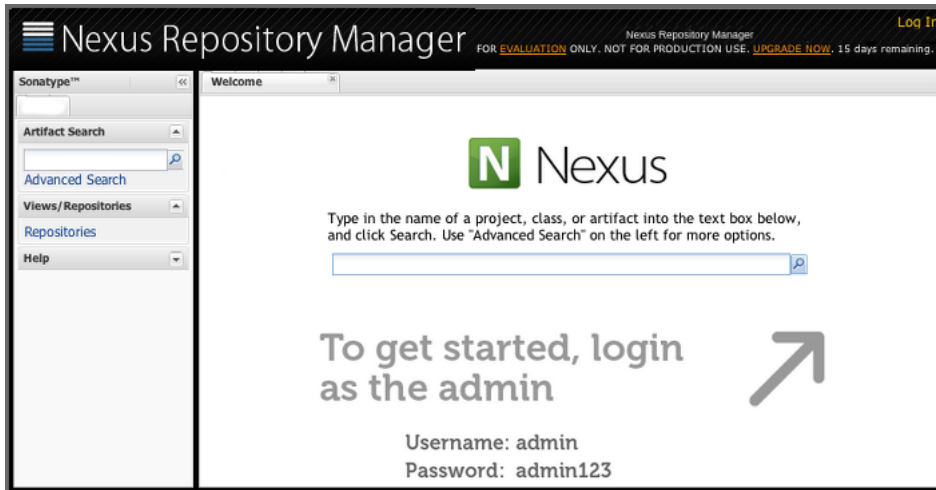 Nexus Repository Manager
Log In
Nexus Repository Manager
FOR EVALUATION ONLY. NOT FOR PRODUCTION USE. UPGRADE NOW. 15 days remaining.
Sonatype™
Welcome
Artifact Search
Advanced Search
Views/Repositories
Repositories
Help
N Nexus
Type in the name of a project, class, or artifact into the text box below,
and click Search. Use "Advanced Search" on the left for more options.
To get started, login
as the admin
Username: admin
Password: admin123